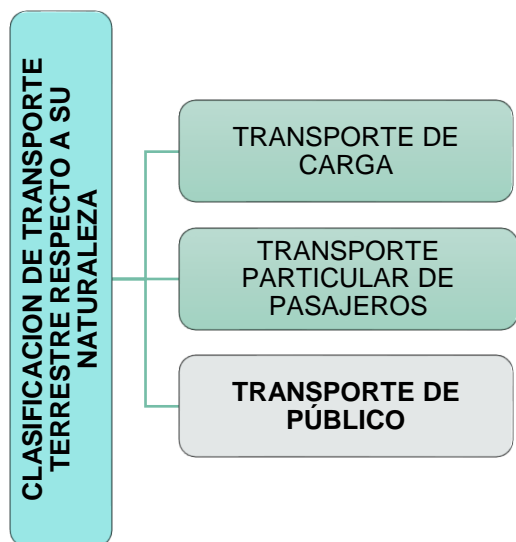 CLASIFICACION DE TRANSPORTE
TERRESTRE RESPECTO A SU
NATURALEZA
TRANSPORTE DE
CARGA
TRANSPORTE
PARTICULAR DE
PASAJEROS
TRANSPORTE DE
PÚBLICO